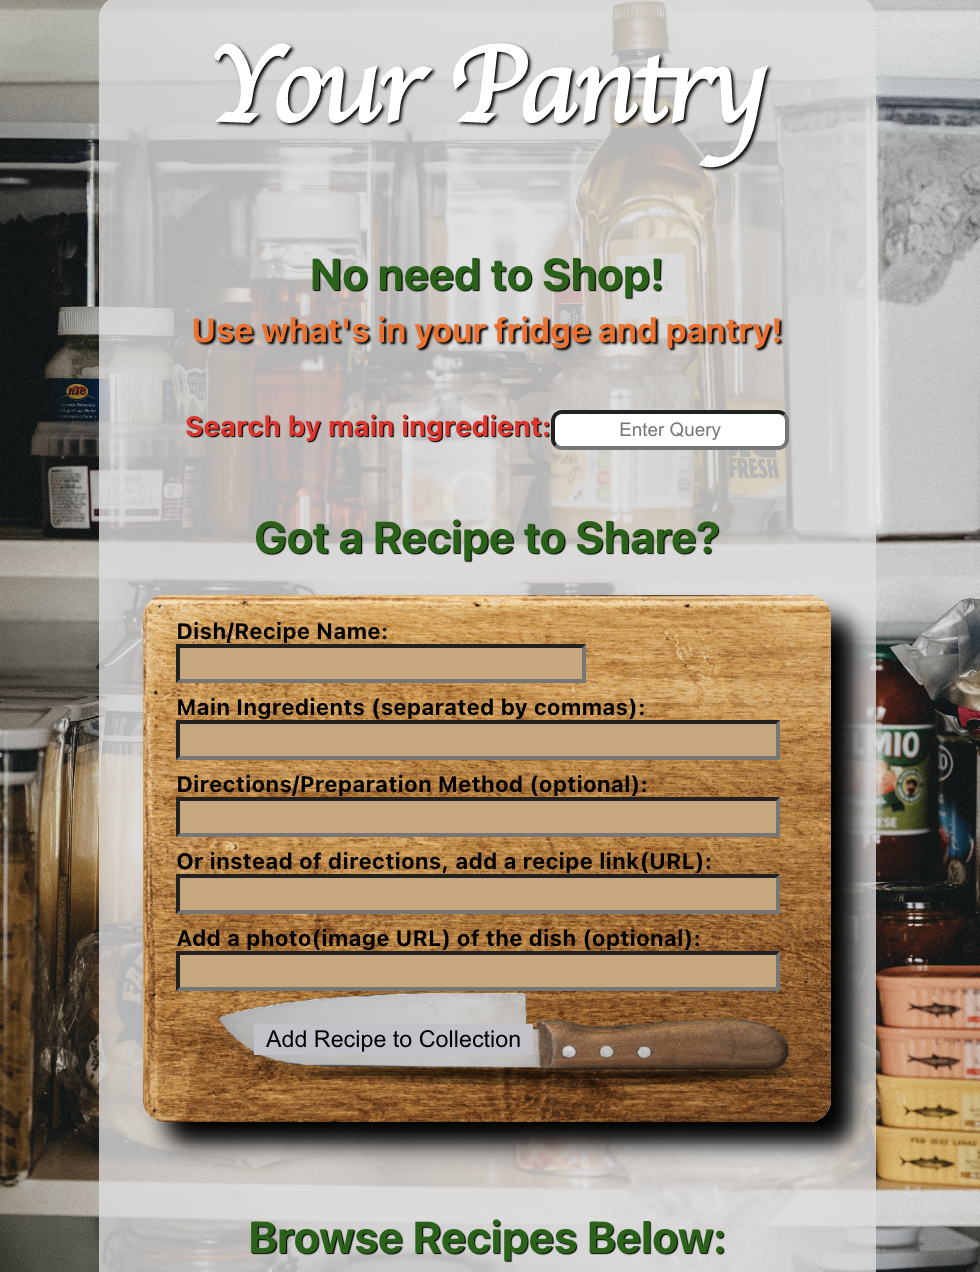 Your Pantry
No need to Shop!
Use what's in your fridge and pantry!
Search by main ingredient:
Enter Query
FRESH
Got a Recipe to Share?
Dish/Recipe Name:
Main Ingredients (separated by commas):
Directions/Preparation Method (optional):
Or instead of directions, add a recipe link(URL):
Add a photo(image URL) of the dish (optional):
Add Recipe to Collection
Browse Recipes Below: